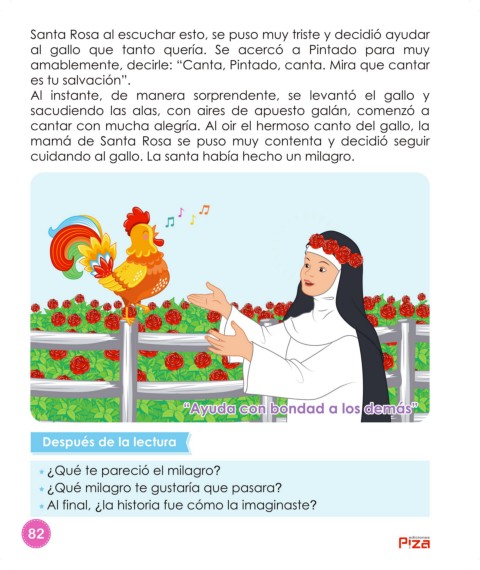 Santa Rosa al escuchar esto, se puso muy triste y decidió ayudar
al gallo que tanto quería. Se acercó a Pintado para muy
amablemente, decirle: “Canta, Pintado, canta. Mira que cantar
es tu salvación”.
Al instante, de manera sorprendente, se levantó el gallo y
sacudiendo las alas, con aires de apuesto galán, comenzó a
cantar con mucha alegría. Al oir el hermoso canto del gallo, la
mamá de Santa Rosa se puso muy contenta y decidió seguir
cuidando al gallo. La santa había hecho un milagro.
“Ayuda con bondad a los demás”
Después de la lectura
¿Qué te pareció el milagro?
¿Qué milagro te gustaría que pasara?
Al final, ¿la historia fue cómo la imaginaste?
82
ediciones
Piza